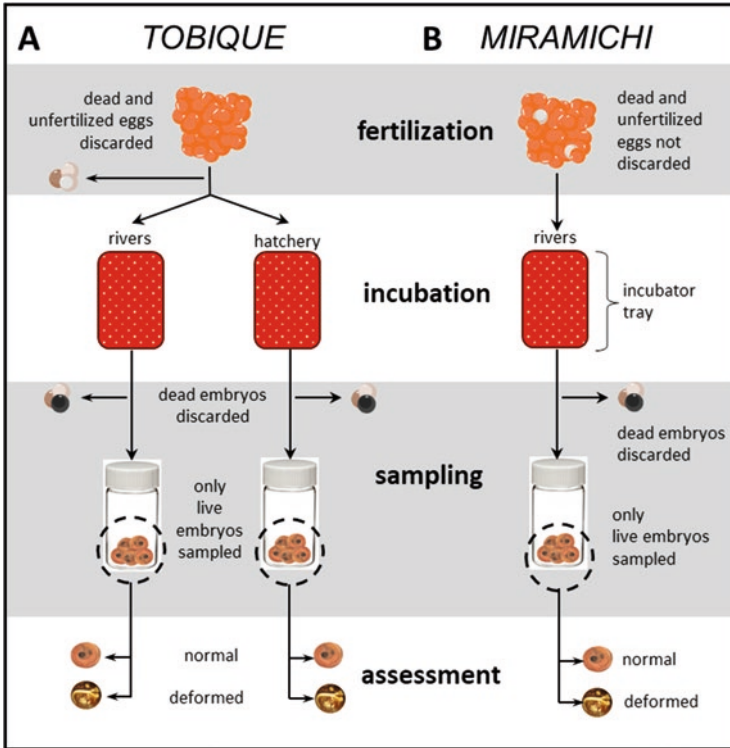 A TOBIQUE
B MIRAMICHI
dead and
unfertilized eggs
discarded
fertilization
dead and
unfertilized
eggs not
discarded
rivers
hatchery
rivers
incubation
incubator
tray
dead embryos
discarded
dead embryos
discarded
sampling
only
live
embryos
sampled
only
live embryos
sampled
normal
normal
assessment
deformed
deformed